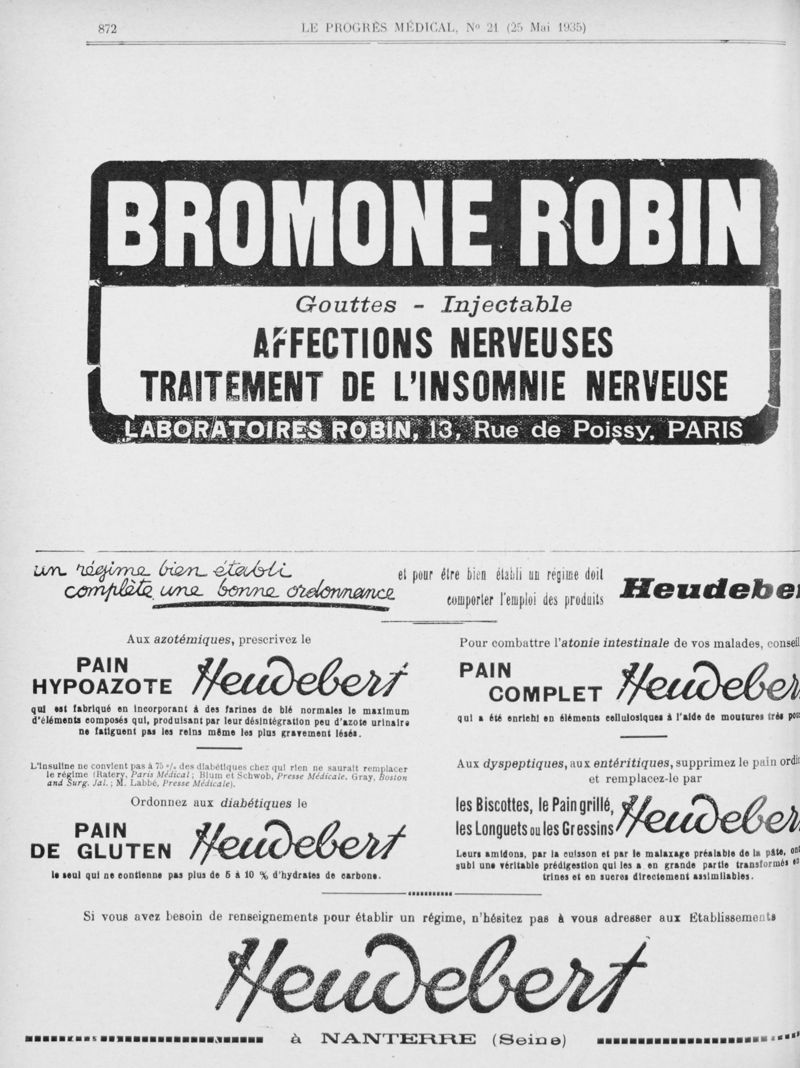 872
LE PROGRÈS MÉDICAL, Nº 21 (25 Mai 1935)
BROMONE ROBIN
Gouttes - Injectable
AFFECTIONS NERVEUSES
TRAITEMENT DE L'INSOMNIE NERVEUSE
LABORATOIRES ROBIN, 13, Rue de Poissy, PARIS
un régime bien établi
complète une bonne ordonnance
et pour être bien établi un régime doit
comporter l'emploi des produits
Heudeber
Aux azotémiques, prescrivez le
PAIN
HYPOAZOTE
Heudebert
qui est fabriqué en incorporant à des farines de blé normales le maximum
d'éléments composés qui, produisant par leur désintégration peu d'azote urinaire
ne fatiguent pas les reins même les plus gravement lésés.
L'insuline ne convient pas à 75 % des diabétiques chez qui rien ne saurait remplacer
le régime (Ratery, Paris Médical ; Blum et Schwob, Presse Médicale, Gray, Boston
and Surg. Jal. ; M. Labbé, Presse Médicale).
Ordonnez aux diabétiques le
PAIN
DE GLUTEN
Heudebert
le seul qui ne contienne pas plus de 5 à 10 % d'hydrates de carbone.
Pour combattre l'atonie intestinale de vos malades, conseil
PAIN
COMPLET
Heudeber
qui a été enrichi en éléments cellulosiques à l'aide de moutures très
Aux dyspeptiques, aux entéritiques, supprimez le pain ordi
et remplacez-le par
les Biscottes, le Pain grillé,
les Longuets ou les Gressins
Heudeber
Leurs amidons, par la cuisson et par le malaxage préalable de la pâte, ont
subi une véritable prédigestion qui les a en grande partie transformés
trines et en sucres directement assimilables.
Si vous avez besoin de renseignements pour établir un régime, n'hésitez pas à vous adresser aux Etablissements
Heudebert
à NANTERRE (Seine)